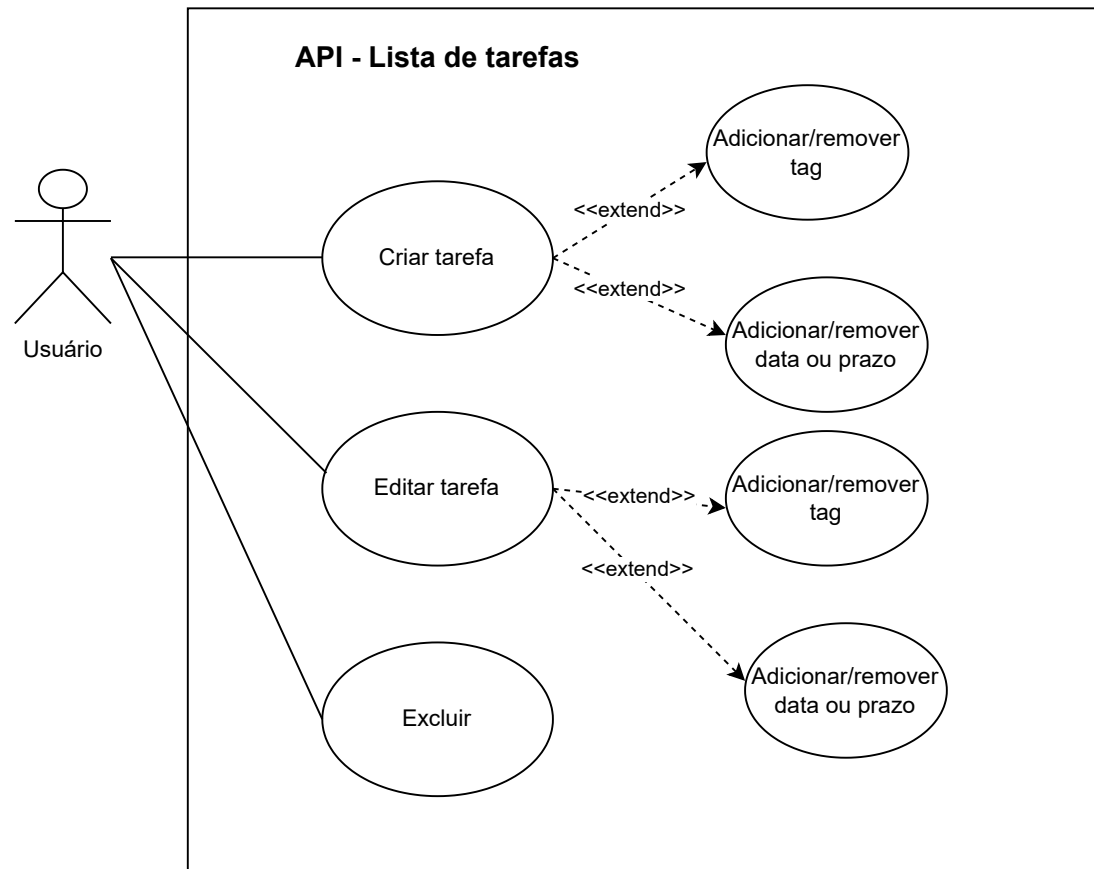 API - Lista de tarefas
Adicionar/remover
tag
<<extend>>
Criar tarefa
<<extend>>
Adicionar/remover
data ou prazo
Usuário
Editar tarefa
<<extend>>
Adicionar/remover
tag
<<extend>>
Adicionar/remover
data ou prazo
Excluir